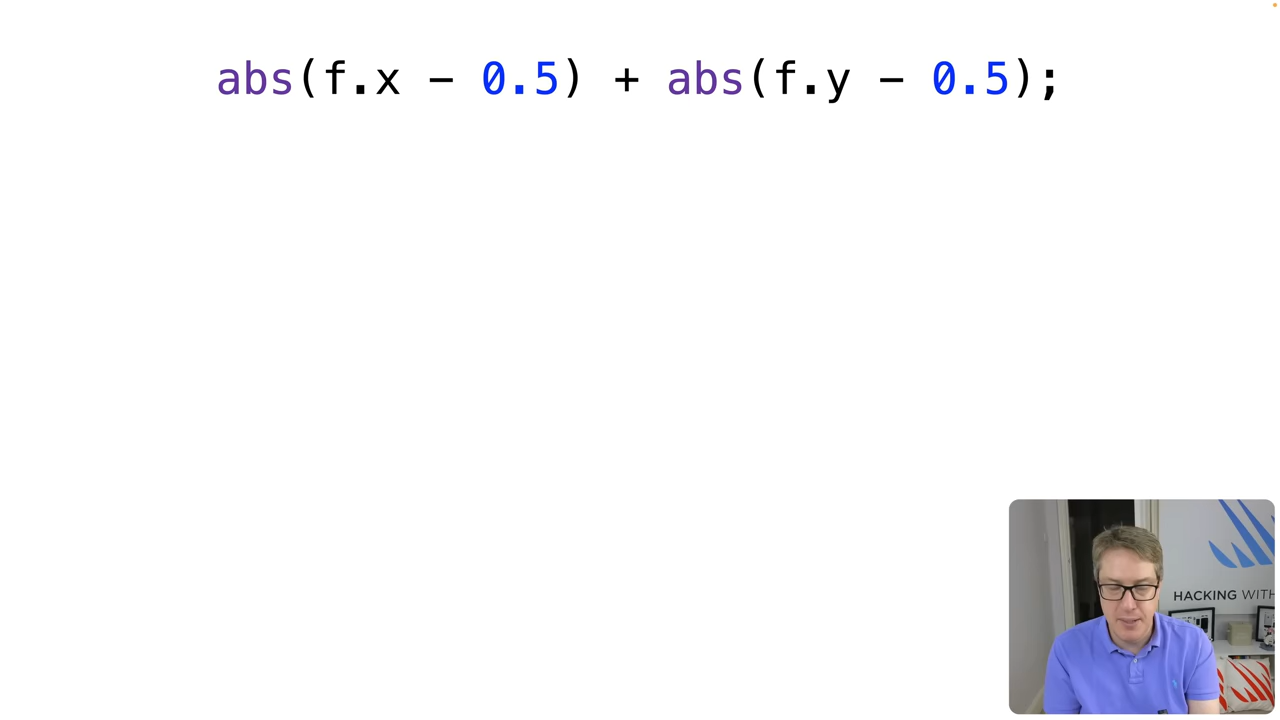 abs(f.x - 0.5) + abs(f.y - 0.5);
HACKING WITH